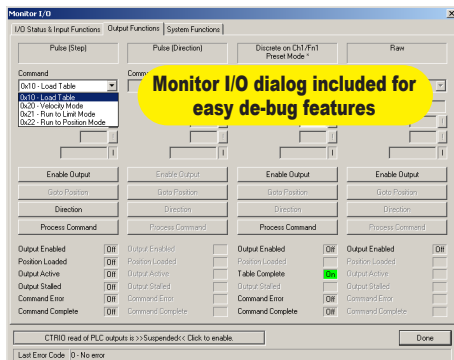 Monitor I/O
I/O Status & Input Functions
Output Functions
System Functions
Pulse (Step)
Pulse (Direction)
Discrete on Ch1/Fn1
Preset Mode *
Raw
Command
0x10 - Load Table
0x10 - Load Table
0x20 - Velocity Mode
0x21 - Run to Limit Mode
0x22 - Run to Position Mode
Monitor I/O dialog included for
easy de-bug features
Enable Output
Enable Output
Enable Output
Enable Output
Goto Position
Goto Position
Goto Position
Goto Position
Direction
Direction
Direction
Direction
Process Command
Process Command
Process Command
Process Command
Output Enabled Off
Output Enabled
Output Enabled Off
Output Enabled Off
Position Loaded Off
Position Loaded
Position Loaded
Position Loaded
Output Active Off
Output Active
Table Complete On
Output Active
Output Stalled Off
Output Stalled
Output Stalled
Output Stalled
Command Error Off
Command Error
Command Error Off
Command Error
Command Complete Off
Command Complete
Command Complete Off
Command Complete
CTRIO read of PLC outputs is >>Suspended<< Click to enable.
Done
Last Error Code 0 - No error